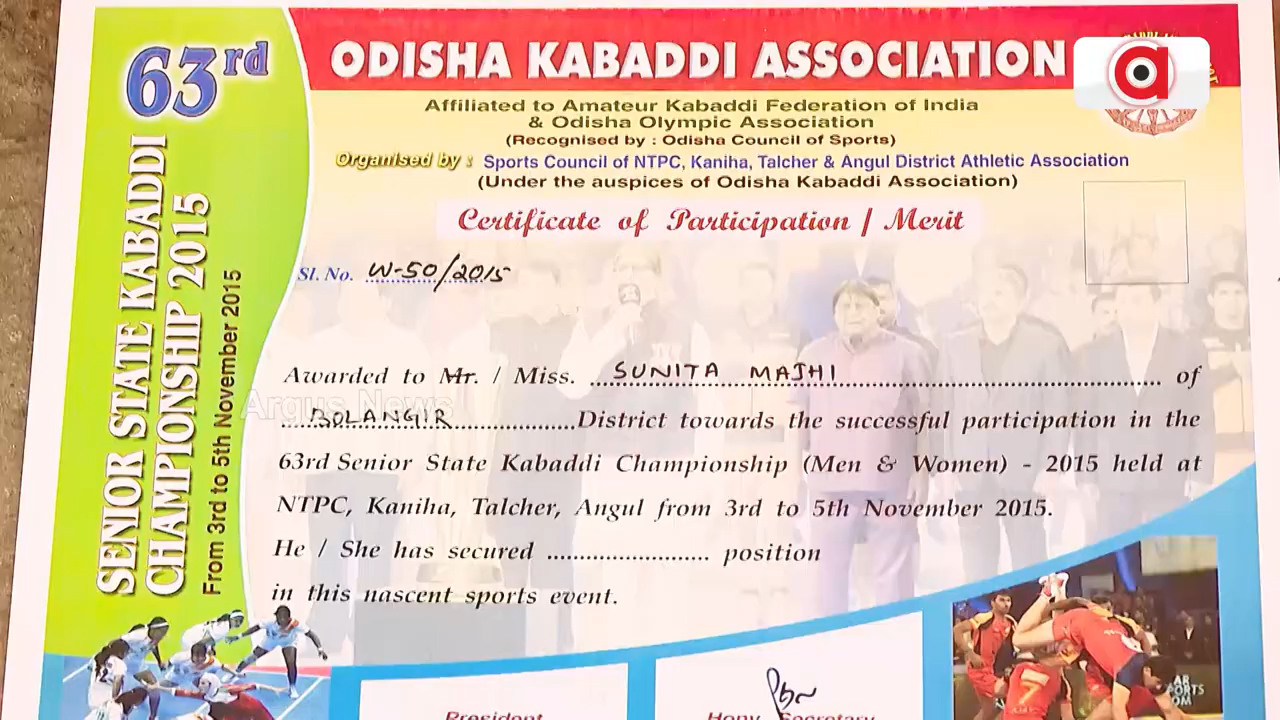 63rd
ODISHA KABADDI ASSOCIATION
Affiliated to Amateur Kabaddi Federation of India
& Odisha Olympic Association
(Recognised by : Odisha Council of Sports)
Organised by : Sports Council of NTPC, Kaniha, Talcher & Angul District Athletic Association
(Under the auspices of Odisha Kabaddi Association)
Certificate of Participation / Merit
SENIOR STATE KABADDI
CHAMPIONSHIP 2015
From 3rd to 5th November 2015
Sl. No. W-50/2015
Awarded to Mr. / Miss. SUNITA MAJHI of
Argus News
BOLANGIR District towards the successful participation in the
63rd Senior State Kabaddi Championship (Men & Women) - 2015 held at
NTPC, Kaniha, Talcher, Angul from 3rd to 5th November 2015.
He / She has secured ........................ position
in this nascent sports event.
President
Hony. Secretary